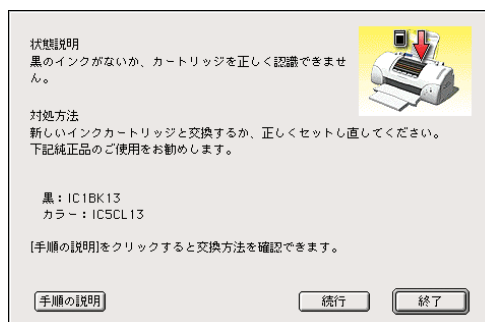 状態説明
黒のインクがないか、カートリッジを正しく認識できませ
ん。
対処方法
新しいインクカートリッジと交換するか、正しくセットし直してください。
下記純正品のご使用をお勧めします。
黒：IC1BK13
カラー：IC5CL13
[手順の説明]をクリックすると交換方法を確認できます。
手順の説明
続行
終了